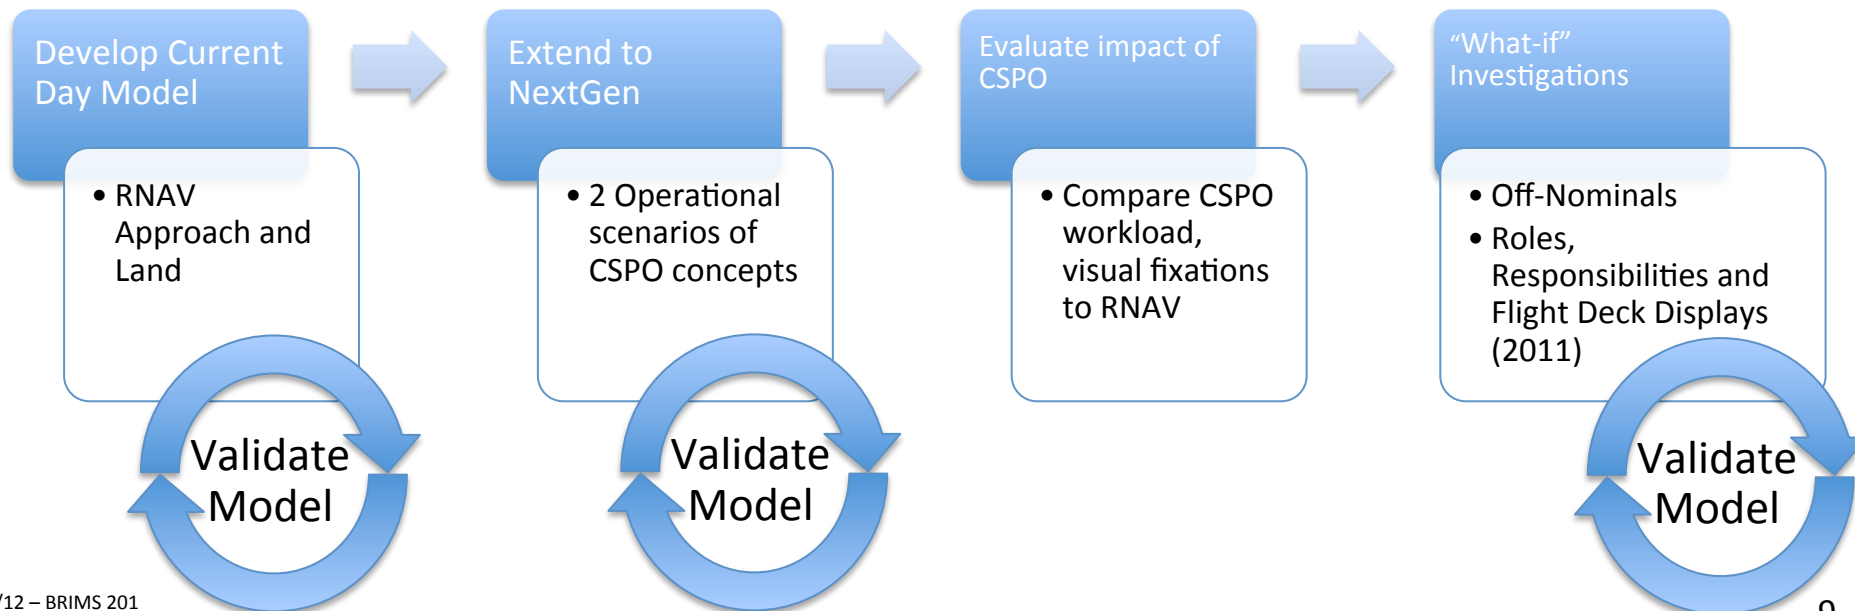 Develop Current
Day Model
• RNAV
Approach and
Land
Validate
Model
Extend to
NextGen
• 2 Operational
scenarios of
CSPO concepts
Validate
Model
Evaluate impact of
CSPO
• Compare CSPO
workload,
visual fixations
to RNAV
“What-if”
Investigations
• Off-Nominals
• Roles,
Responsibilities and
Flight Deck Displays
(2011)
Validate
Model
/12 – BRIMS 201